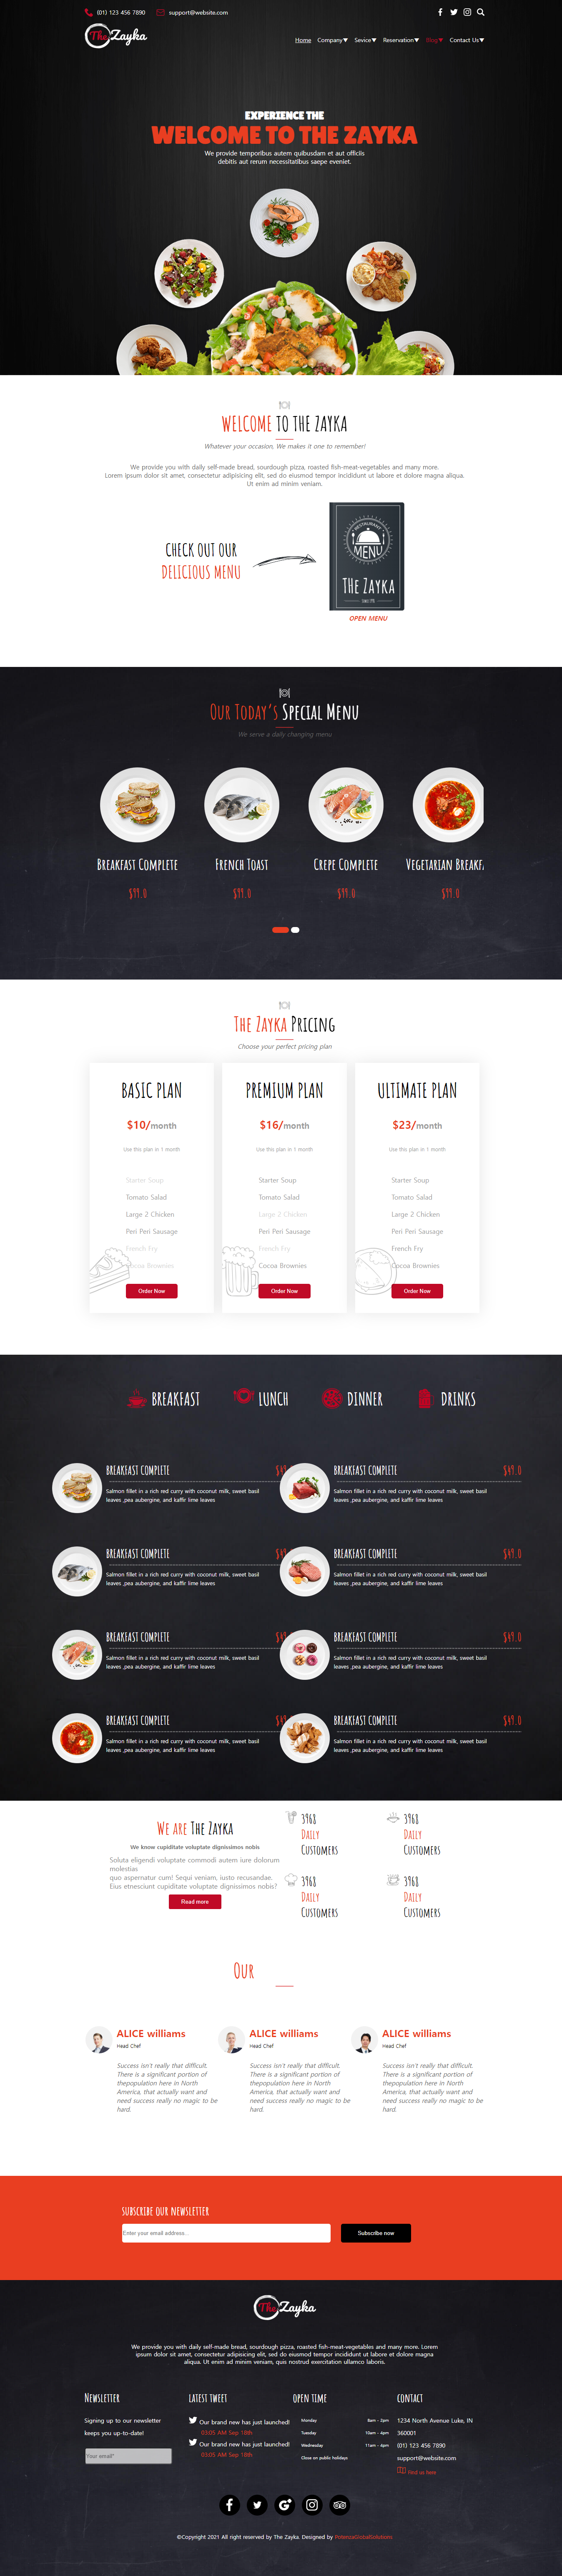 (01) 123 456 7890 support@website.com
The Zayka
Home Company▼ Sevice▼ Reservation▼ Blog▼ Contact Us▼
EXPERIENCE THE
WELCOME TO THE ZAYKA
We provide temporibus autem quibusdam et aut officiis
debitis aut rerum necessitatibus saepe eveniet.
WELCOME TO THE ZAYKA
Whatever your occasion, We makes it one to remember!
We provide you with daily self-made bread, sourdough pizza, roasted fish-meat-vegetables and many more.
Lorem ipsum dolor sit amet, consectetur adipisicing elit, sed do eiusmod tempor incididunt ut labore et dolore magna aliqua.
Ut enim ad minim veniam.
CHECK OUT OUR
DELICIOUS MENU
RESTAURANT
MENU
THE ZAYKA
OPEN MENU
Our Today's Special Menu
We serve a daily changing menu
Breakfast Complete French Toast Crepe Complete Vegetarian Breakf
$99.0 $99.0 $99.0 $99.0
The Zayka Pricing
Choose your perfect pricing plan
BASIC PLAN
$10/month
Use this plan in 1 month
Starter Soup
Tomato Salad
Large 2 Chicken
Peri Peri Sausage
French Fry
Cocoa Brownies
Order Now
PREMIUM PLAN
$16/month
Use this plan in 1 month
Starter Soup
Tomato Salad
Large 2 Chicken
Peri Peri Sausage
French Fry
Cocoa Brownies
Order Now
ULTIMATE PLAN
$23/month
Use this plan in 1 month
Starter Soup
Tomato Salad
Large 2 Chicken
Peri Peri Sausage
French Fry
Cocoa Brownies
Order Now
BREAKFAST LUNCH DINNER DRINKS
BREAKFAST COMPLETE $49.
Salmon fillet in a rich red curry with coconut milk, sweet basil
leaves ,pea aubergine, and kaffir lime leaves
BREAKFAST COMPLETE $49.0
Salmon fillet in a rich red curry with coconut milk, sweet basil
leaves ,pea aubergine, and kaffir lime leaves
BREAKFAST COMPLETE $49.
Salmon fillet in a rich red curry with coconut milk, sweet basil
leaves ,pea aubergine, and kaffir lime leaves
BREAKFAST COMPLETE $49.0
Salmon fillet in a rich red curry with coconut milk, sweet basil
leaves ,pea aubergine, and kaffir lime leaves
BREAKFAST COMPLETE $49.
Salmon fillet in a rich red curry with coconut milk, sweet basil
leaves ,pea aubergine, and kaffir lime leaves
BREAKFAST COMPLETE $49.0
Salmon fillet in a rich red curry with coconut milk, sweet basil
leaves ,pea aubergine, and kaffir lime leaves
BREAKFAST COMPLETE $49.
Salmon fillet in a rich red curry with coconut milk, sweet basil
leaves ,pea aubergine, and kaffir lime leaves
BREAKFAST COMPLETE $49.0
Salmon fillet in a rich red curry with coconut milk, sweet basil
leaves ,pea aubergine, and kaffir lime leaves
We are The Zayka
We know cupiditate voluptate dignissimos nobis
Soluta eligendi voluptate commodi autem iure dolorum
molestias
quo aspernatur cum! Sequi veniam, iusto recusandae.
Eius etnesciunt cupiditate voluptate dignissimos nobis?
Read more
3968
Daily
Customers
3968
Daily
Customers
3968
Daily
Customers
3968
Daily
Customers
Our
ALICE williams
Head Chef
Success isn't really that difficult.
There is a significant portion of
thepopulation here in North
America, that actually want and
need success really no magic to be
hard.
ALICE williams
Head Chef
Success isn't really that difficult.
There is a significant portion of
thepopulation here in North
America, that actually want and
need success really no magic to be
hard.
ALICE williams
Head Chef
Success isn't really that difficult.
There is a significant portion of
thepopulation here in North
America, that actually want and
need success really no magic to be
hard.
SUBSCRIBE OUR NEWSLETTER
Enter your email address... Subscribe now
The Zayka
We provide you with daily self-made bread, sourdough pizza, roasted fish-meat-vegetables and many more. Lorem
ipsum dolor sit amet, consectetur adipisicing elit, sed do eiusmod tempor incididunt ut labore et dolore magna
aliqua. Ut enim ad minim veniam, quis nostrud exercitation ullamco laboris.
Newsletter
Signing up to our newsletter
keeps you up-to-date!
Your email*
LATEST TWEET
Our brand new has just launched!
03:05 AM Sep 18th
Our brand new has just launched!
03:05 AM Sep 18th
OPEN TIME
Monday 8am - 2pm
Tuesday 10am - 4pm
Wednesday 11am - 6pm
Close on public holidays
CONTACT
1234 North Avenue Luke, IN
360001
(01) 123 456 7890
support@website.com
Find us here
©Copyright 2021 All right reserved by The Zayka. Designed by PotenzaGlobalSolutions